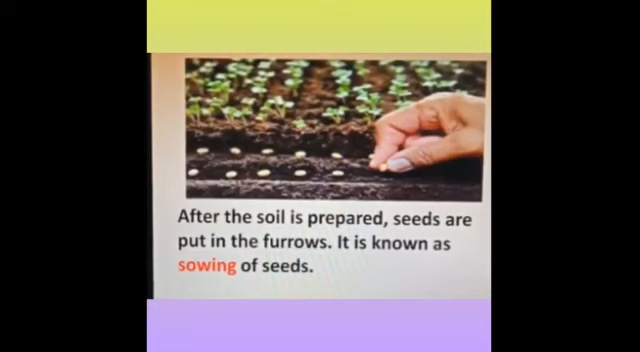 After the soil is prepared, seeds are
put in the furrows. It is known as
sowing of seeds.